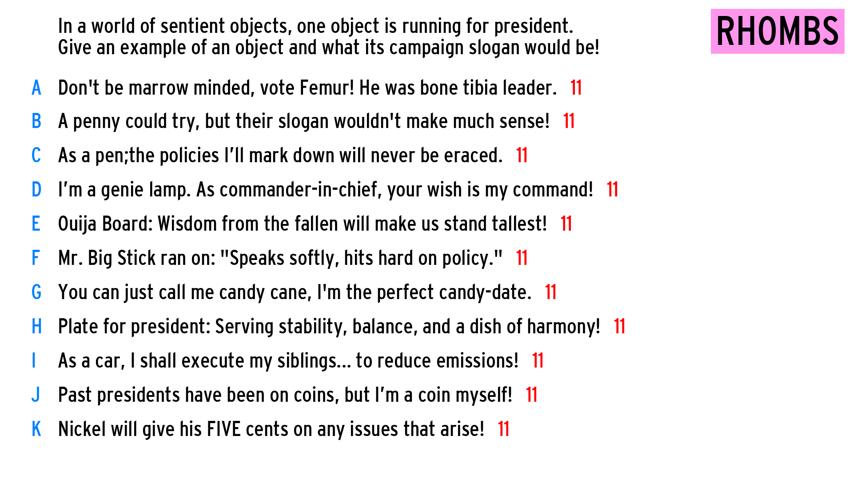 In a world of sentient objects, one object is running for president.
RHOMBS
Give an example of an object and what its campaign slogan would be!
A Don't be marrow minded, vote Femur! He was bone tibia leader. 11
B A penny could try, but their slogan wouldn't make much sense! 11
C As a pen;the policies I’ll mark down will never be eraced. 11
D I’m a genie lamp. As commander-in-chief, your wish is my command! 11
E Ouija Board: Wisdom from the fallen will make us stand tallest! 11
F Mr. Big Stick ran on: "Speaks softly, hits hard on policy." 11
G You can just call me candy cane, I'm the perfect candy-date. 11
H Plate for president: Serving stability, balance, and a dish of harmony! 11
I As a car, I shall execute my siblings... to reduce emissions! 11
J Past presidents have been on coins, but I’m a coin myself! 11
K Nickel will give his FIVE cents on any issues that arise! 11